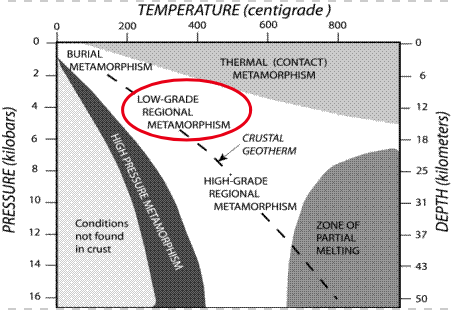 TEMPERATURE (centigrade )
0 200 400 600 800
PRESSURE (kilobars)
0
2
4
6
8
10
12
14
16
DEPTH (kilometers)
0
6
12
18
25
31
37
43
50
BURIAL
METAMORPHISM
THERMAL (CONTACT)
METAMORPHISM
LOW-GRADE
REGIONAL
METAMORPHISM
CRUSTAL
GEOTHERM
HIGH PRESSURE METAMORPHISM
HIGH-GRADE
REGIONAL
METAMORPHISM
Conditions
not found
in crust
ZONE OF
PARTIAL
MELTING